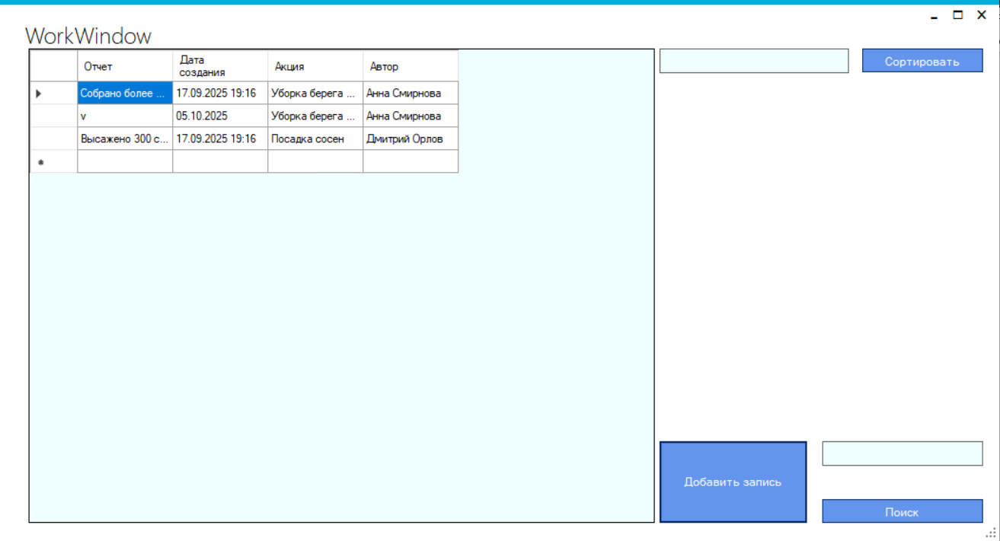 WorkWindow
Отчет
Дата
создания
Акция
Автор
Собрано более ...
17.09.2025 19:16
Уборка берега ...
Анна Смирнова
v
05.10.2025
Уборка берега ...
Анна Смирнова
Высажено 300 с...
17.09.2025 19:16
Посадка сосен
Дмитрий Орлов
Сортировать
Добавить запись
Поиск